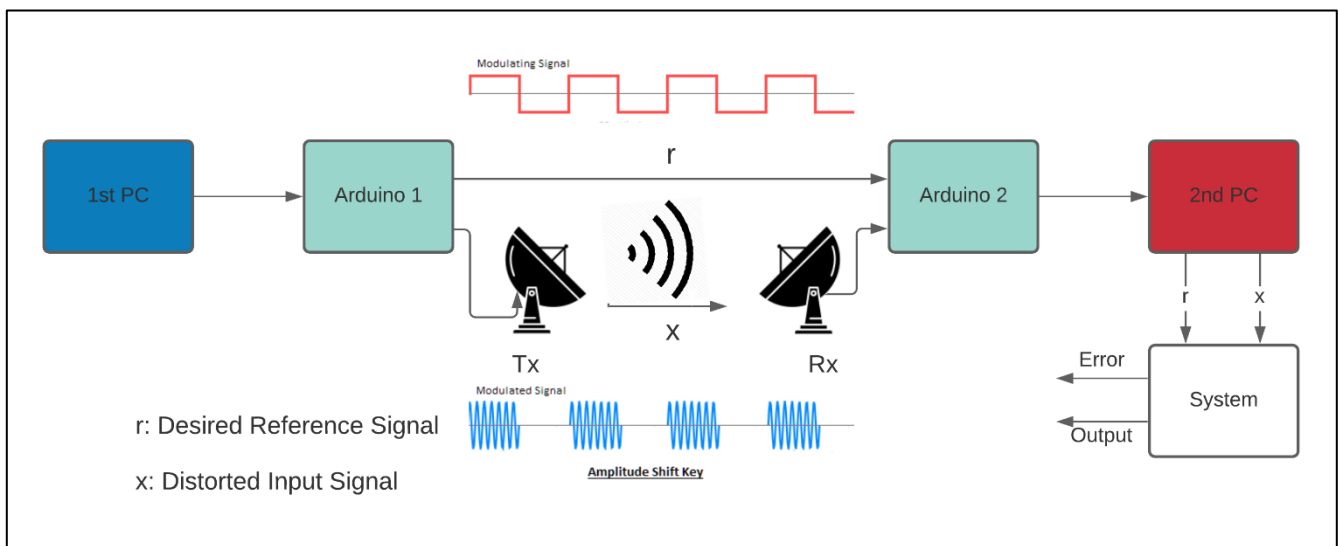 Modulating Signal
r
1st PC
Arduino 1
Arduino 2
2nd PC
x
Tx
Rx
r
x
Modulated Signal
Error
System
Output
r: Desired Reference Signal
Amplitude Shift Key
x: Distorted Input Signal